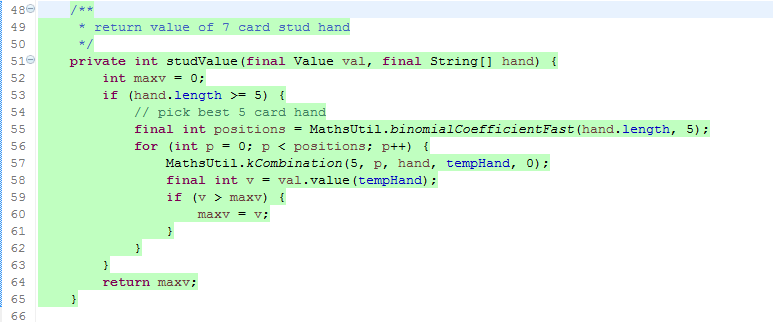 48 /**
49 * return value of 7 card stud hand
50 */
51 private int studValue(final Value val, final String[] hand) {
52 int maxv = 0;
53 if (hand.length >= 5) {
54 // pick best 5 card hand
55 final int positions = MathsUtil.binomialCoefficientFast(hand.length, 5);
56 for (int p = 0; p < positions; p++) {
57 MathsUtil.kCombination(5, p, hand, tempHand, 0);
58 final int v = val.value(tempHand);
59 if (v > maxv) {
60 maxv = v;
61 }
62 }
63 }
64 return maxv;
65 }
66